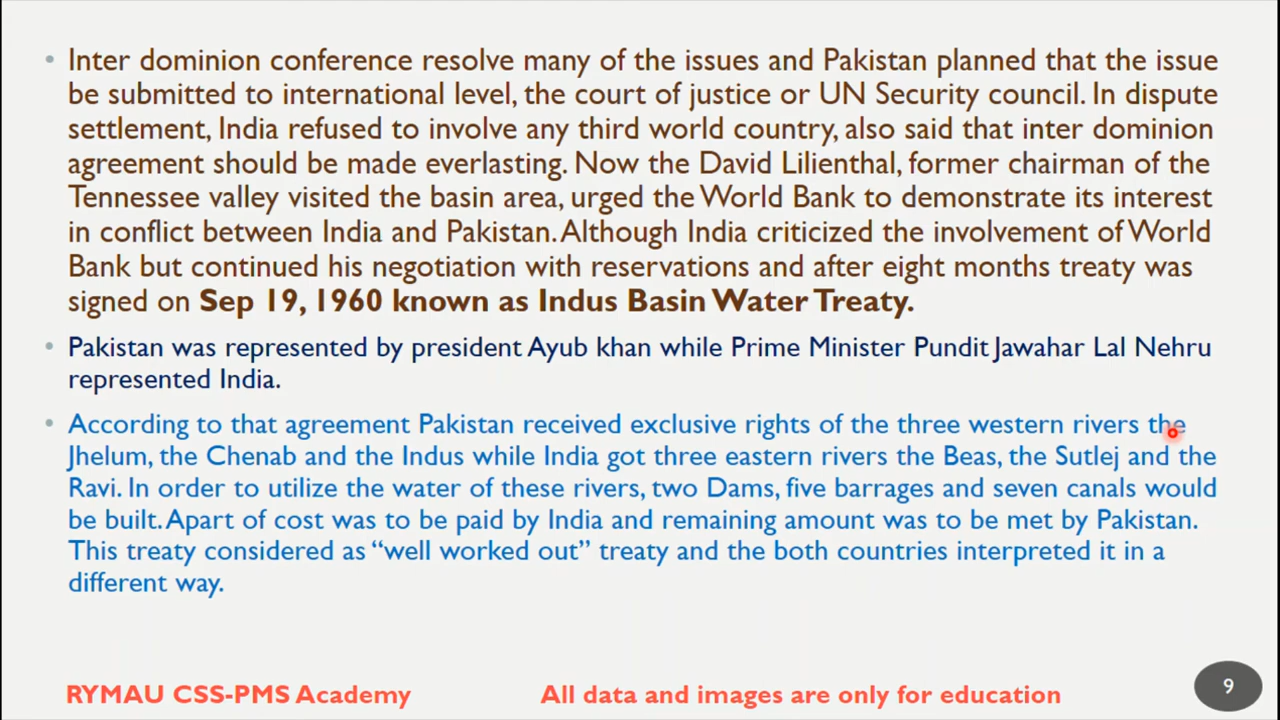 Inter dominion conference resolve many of the issues and Pakistan planned that the issue
be submitted to international level, the court of justice or UN Security council. In dispute
settlement, India refused to involve any third world country, also said that inter dominion
agreement should be made everlasting. Now the David Lilienthal, former chairman of the
Tennessee valley visited the basin area, urged the World Bank to demonstrate its interest
in conflict between India and Pakistan. Although India criticized the involvement of World
Bank but continued his negotiation with reservations and after eight months treaty was
signed on Sep 19, 1960 known as Indus Basin Water Treaty.
Pakistan was represented by president Ayub khan while Prime Minister Pundit Jawahar Lal Nehru
represented India.
According to that agreement Pakistan received exclusive rights of the three western rivers the
Jhelum, the Chenab and the Indus while India got three eastern rivers the Beas, the Sutlej and the
Ravi. In order to utilize the water of these rivers, two Dams, five barrages and seven canals would
be built. Apart of cost was to be paid by India and remaining amount was to be met by Pakistan.
This treaty considered as “well worked out” treaty and the both countries interpreted it in a
different way.
RYMAU CSS-PMS Academy
All data and images are only for education
9